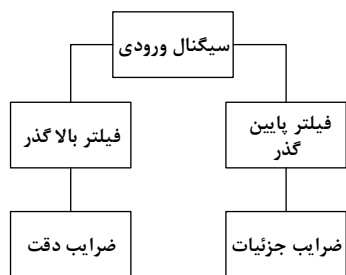 سیگنال ورودی
فیلتر پایین
گذر
فیلتر بالا گذر
ضرایب جزئیات
ضرایب دقت